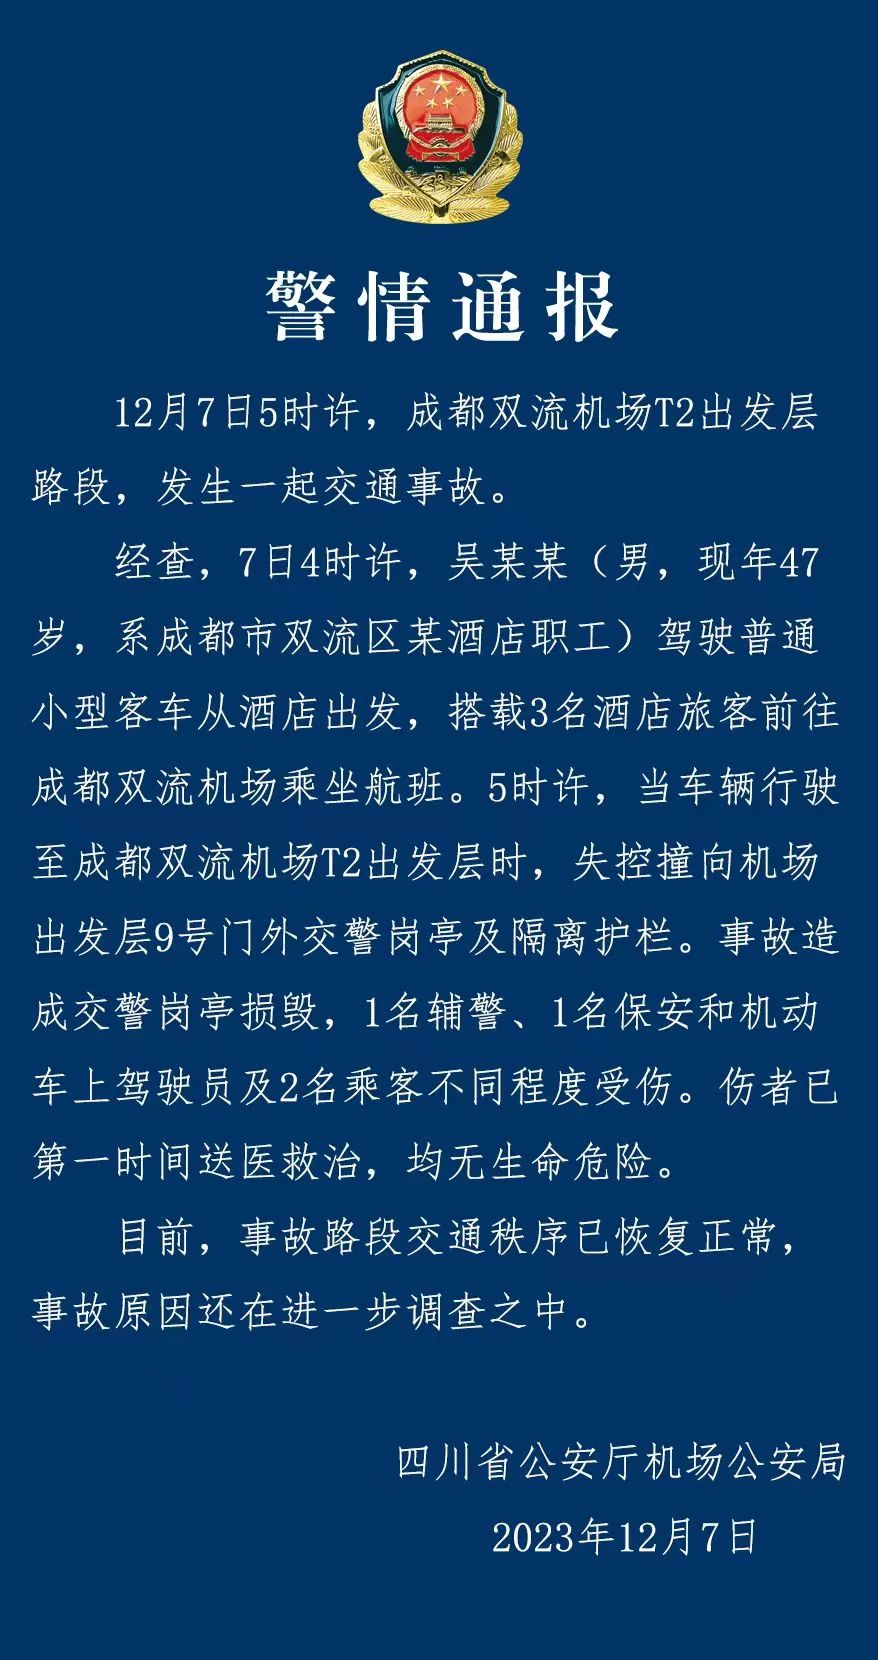 警情通报
12月7日5时许，成都双流机场T2出发层
路段，发生一起交通事故。
经查，7日4时许，吴某某（男，现年47
岁，系成都市双流区某酒店职工）驾驶普通
小型客车从酒店出发，搭载3名酒店旅客前往
成都双流机场乘坐航班。5时许，当车辆行驶
至成都双流机场T2出发层时，失控撞向机场
出发层9号门外交警岗亭及隔离护栏。事故造
成交警岗亭损毁，1名辅警、1名保安和机动
车上驾驶员及2名乘客不同程度受伤。伤者已
第一时间送医救治，均无生命危险。
目前，事故路段交通秩序已恢复正常，
事故原因还在进一步调查之中。
四川省公安厅机场公安局
2023年12月7日